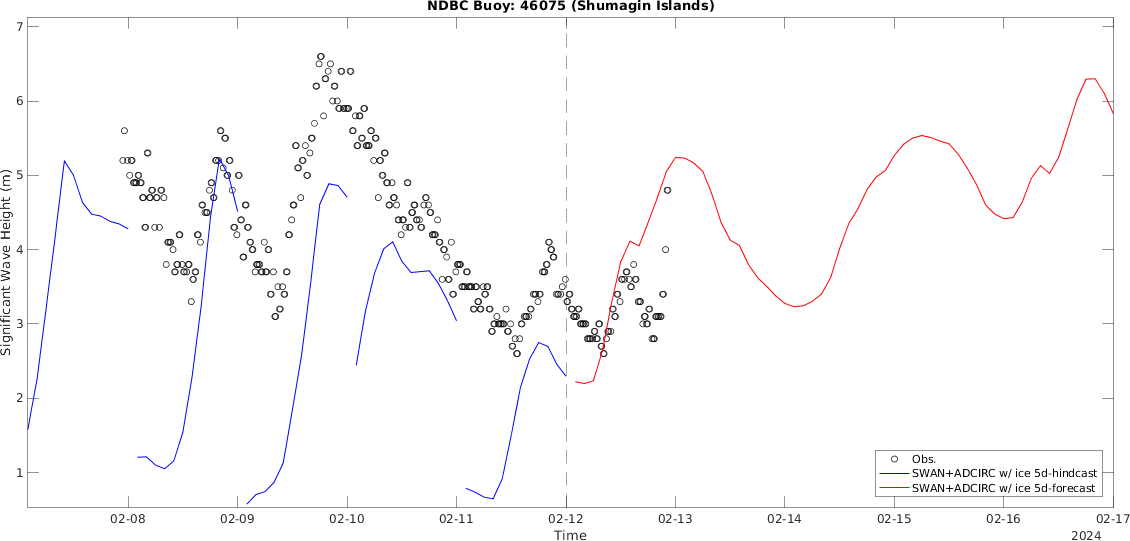 NDBC Buoy: 46075 (Shumagin Islands)
7
6
5
4
3
2
1
Significant Wave Height (m)
Obs.
SWAN+ADCIRC w/ ice 5d-hindcast
SWAN+ADCIRC w/ ice 5d-forecast
02-08 02-09 02-10 02-11 02-12 02-13 02-14 02-15 02-16 02-17
Time
2024